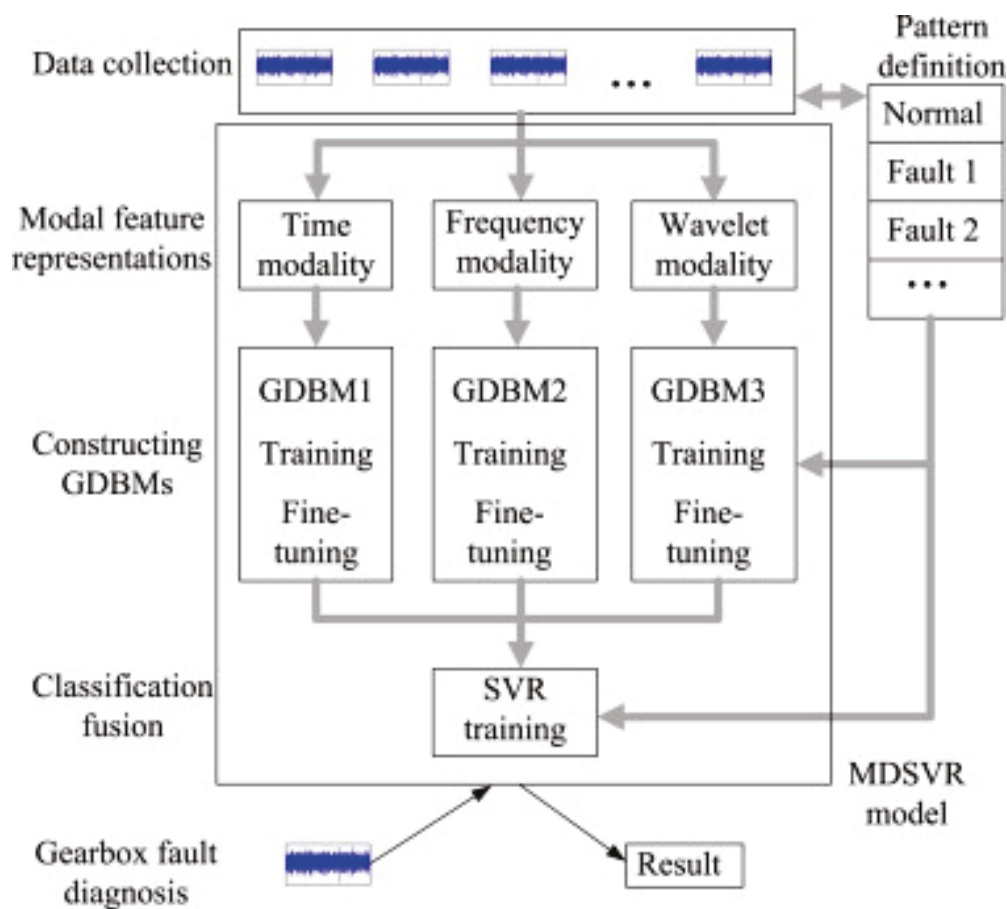 Data collection
...
Pattern
definition
Normal
Fault 1
Fault 2
...
Modal feature
representations
Time
modality
Frequency
modality
Wavelet
modality
Constructing
GDBMs
GDBM1
Training
Fine-
tuning
GDBM2
Training
Fine-
tuning
GDBM3
Training
Fine-
tuning
Classification
fusion
SVR
training
MDSVR
model
Gearbox fault
diagnosis
Result